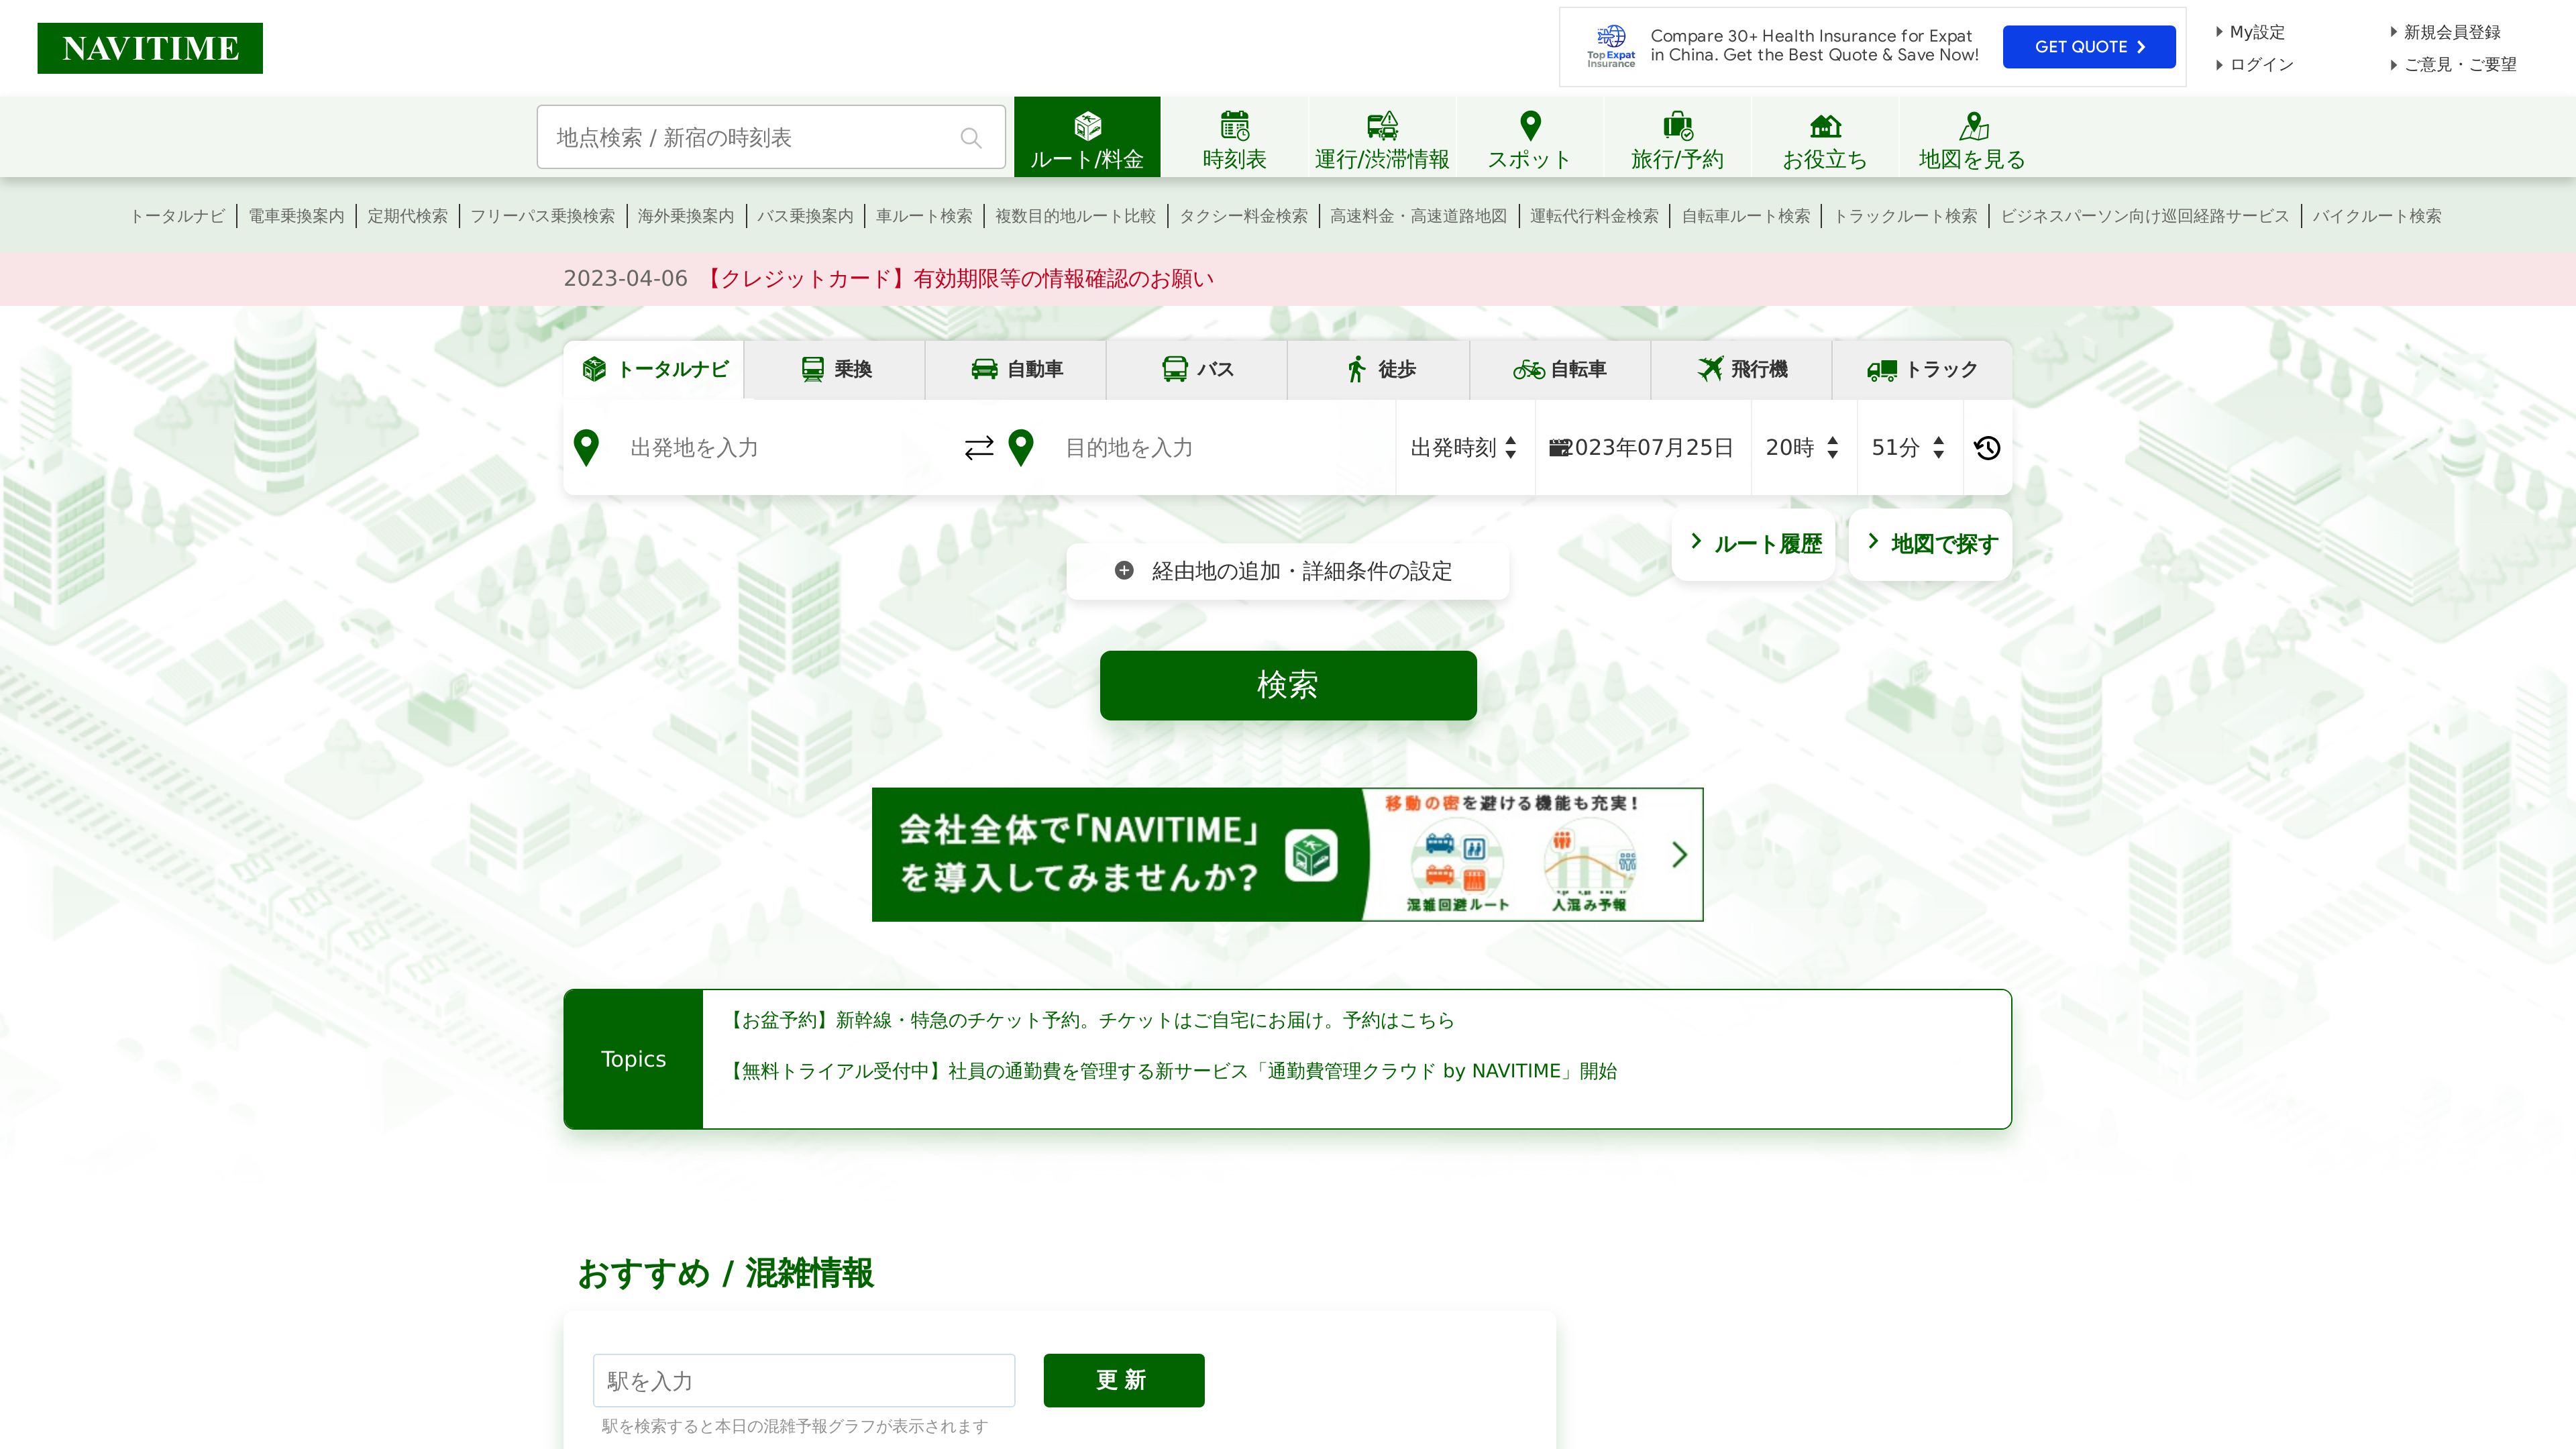 NAVITIME
Top Expat
Insurance
Compare 30+ Health Insurance for Expat
in China. Get the Best Quote & Save Now!
GET QUOTE
My設定
新規会員登録
ログイン
ご意見・ご要望
地点検索 / 新宿の時刻表
ルート/料金
時刻表
運行/渋滞情報
スポット
旅行/予約
お役立ち
地図を見る
トータルナビ
電車乗換案内
定期代検索
フリーパス乗換検索
海外乗換案内
バス乗換案内
車ルート検索
複数目的地ルート比較
タクシー料金検索
高速料金・高速道路地図
運転代行料金検索
自転車ルート検索
トラックルート検索
ビジネスパーソン向け巡回経路サービス
バイクルート検索
2023-04-06 【クレジットカード】有効期限等の情報確認のお願い
トータルナビ
乗換
自動車
バス
徒歩
自転車
飛行機
トラック
出発地を入力
目的地を入力
出発時刻
2023年07月25日
20時
51分
ルート履歴
地図で探す
経由地の追加・詳細条件の設定
検索
会社全体で「NAVITIME」
を導入してみませんか?
移動の密を避ける機能も充実!
混雑回避ルート
人混み予報
Topics
【お盆予約】新幹線・特急のチケット予約。チケットはご自宅にお届け。予約はこちら
【無料トライアル受付中】社員の通勤費を管理する新サービス「通勤費管理クラウド by NAVITIME」開始
おすすめ / 混雑情報
駅を入力
更 新
駅を検索すると本日の混雑予報グラフが表示されます